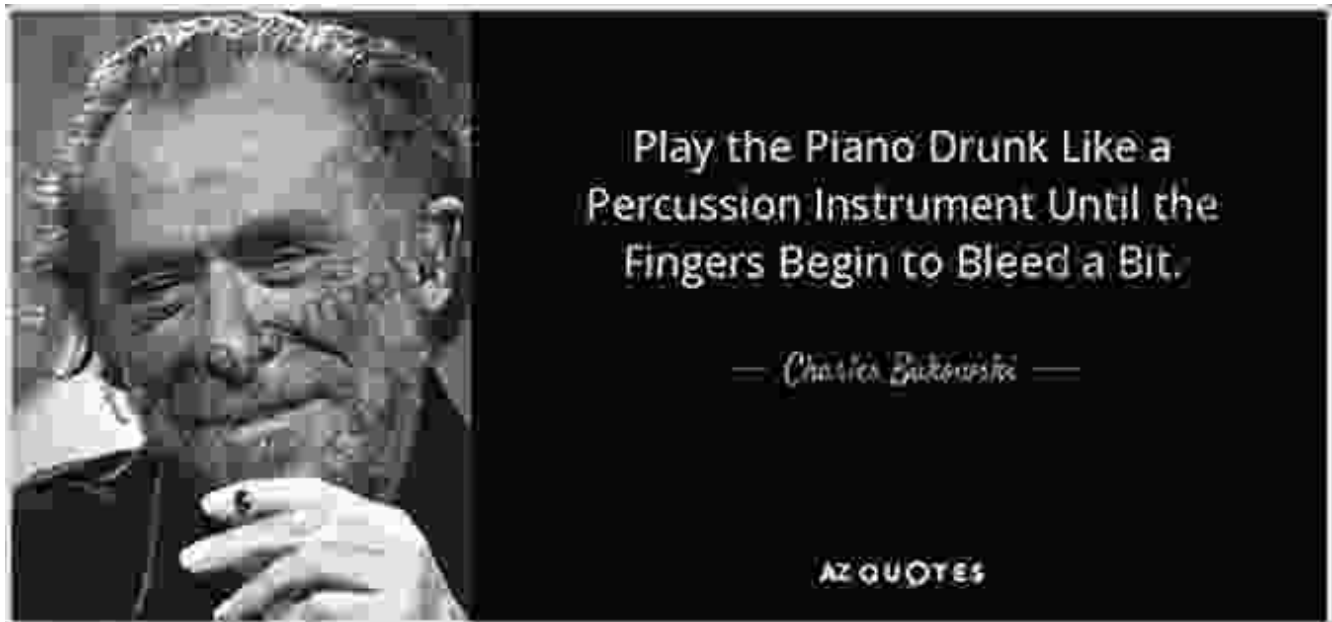 Play the Piano Drunk Like a
Percussion Instrument Until the
Fingers Begin to Bleed a Bit.
Charles Bukowski
AZ QUOTES